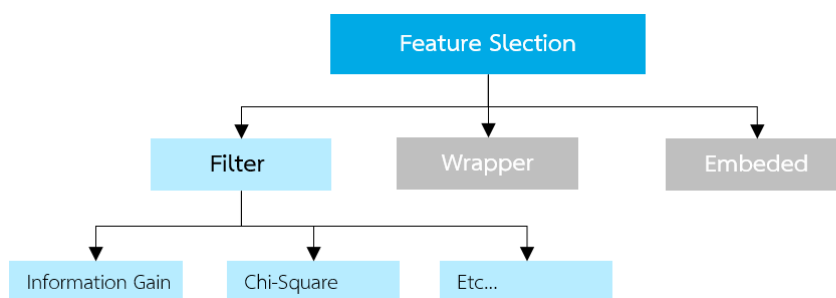 Feature Slection
Filter
Wrapper
Embeded
Information Gain
Chi-Square
Etc...